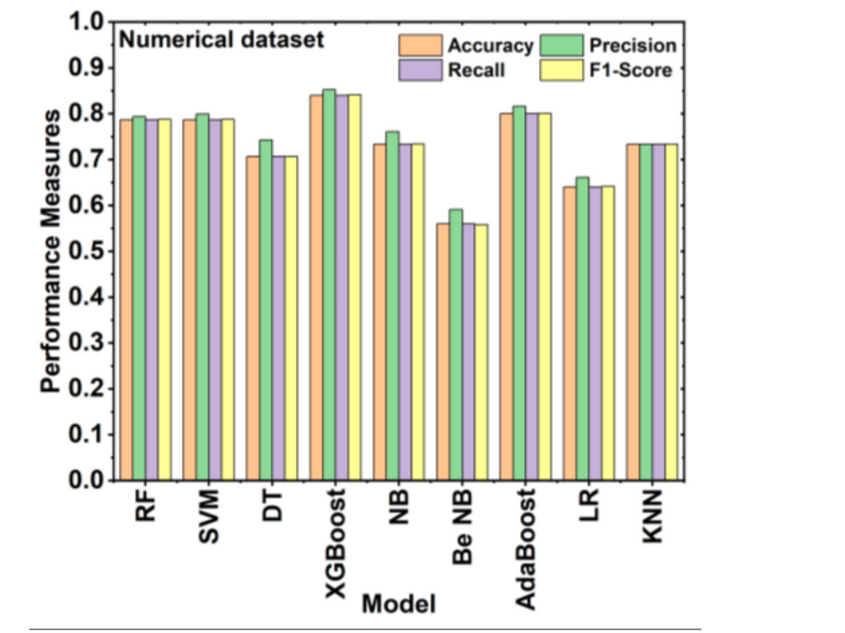 Numerical dataset
Accuracy Precision
Recall F1-Score
Performance Measures
1.0
0.9
0.8
0.7
0.6
0.5
0.4
0.3
0.2
0.1
0.0
RF
SVM
DT
XGBoost
NB
Be NB
AdaBoost
LR
KNN
Model